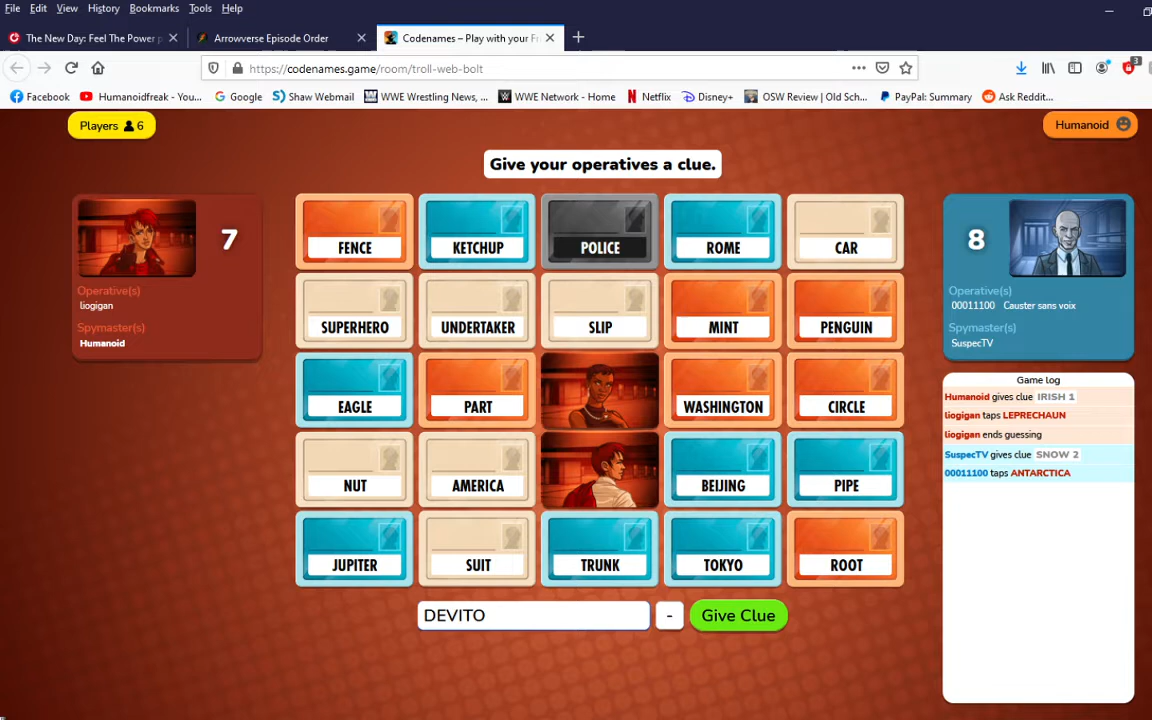 File Edit View History Bookmarks Tools Help
The New Day: Feel The Power p
Arrowverse Episode Order
Codenames – Play with your Fr
https://codenames.game/room/troll-web-bolt
3
Facebook
Humanoidfreak - You...
Google
Shaw Webmail
WWE Wrestling News, ...
WWE Network - Home
Netflix
Disney+
OSW Review | Old Sch...
PayPal: Summary
Ask Reddit...
Players 6
Humanoid
Give your operatives a clue.
7
Operative(s)
liogigan
Spymaster(s)
Humanoid
FENCE KETCHUP POLICE ROME CAR
SUPERHERO UNDERTAKER SLIP MINT PENGUIN
EAGLE PART WASHINGTON CIRCLE
NUT AMERICA BEIJING PIPE
JUPITER SUIT TRUNK TOKYO ROOT
DEVITO - Give Clue
8
Operative(s)
00011100 Causter sans voix
Spymaster(s)
SuspecTV
Game log
Humanoid gives clue IRISH 1
liogigan taps LEPRECHAUN
liogigan ends guessing
SuspecTV gives clue SNOW 2
00011100 taps ANTARCTICA